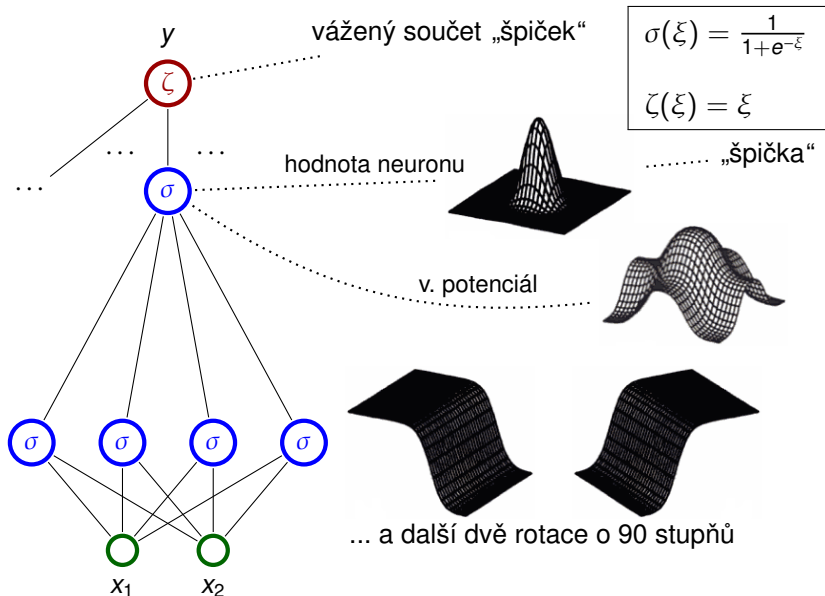 y
vážený součet „špiček“
σ(ξ) = 1/(1+e^{−ξ})
ζ(ξ) = ξ
ζ
... ... ...
hodnota neuronu
„špička“
σ
v. potenciál
σ σ σ σ
... a další dvě rotace o 90 stupňů
x₁ x₂